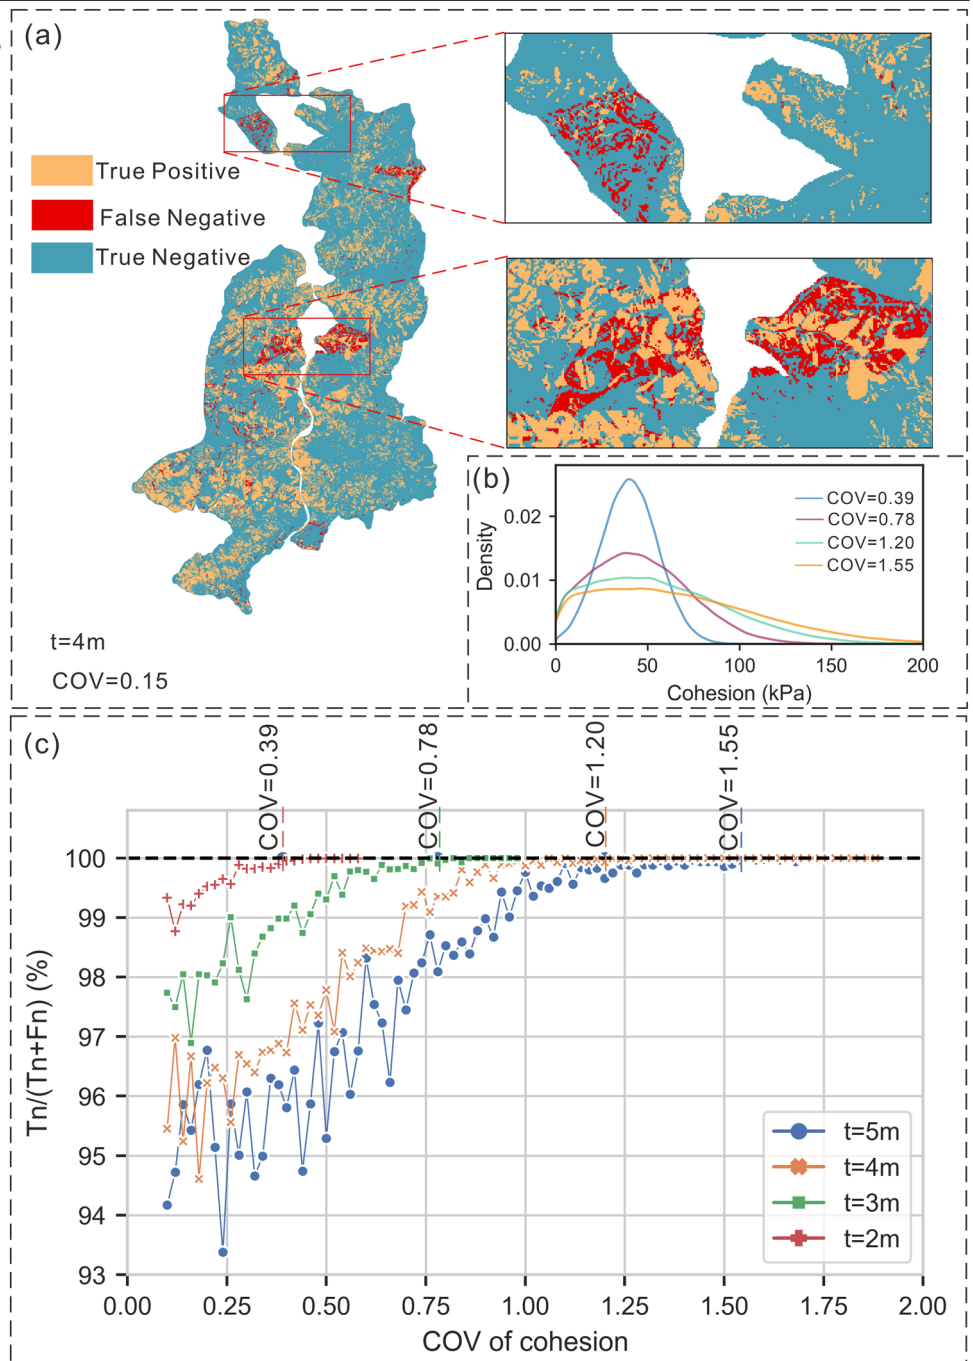 (a)
True Positive
False Negative
True Negative
t=4m
COV=0.15
(b)
Density
0.02
0.01
0.00
0
50
100
150
200
Cohesion (kPa)
COV=0.39
COV=0.78
COV=1.20
COV=1.55
(c)
COV=0.39
COV=0.78
COV=1.20
COV=1.55
Tn/(Tn+Fn) (%)
100
99
98
97
96
95
94
93
t=5m
t=4m
t=3m
t=2m
0.00
0.25
0.50
0.75
1.00
1.25
1.50
1.75
2.00
COV of cohesion